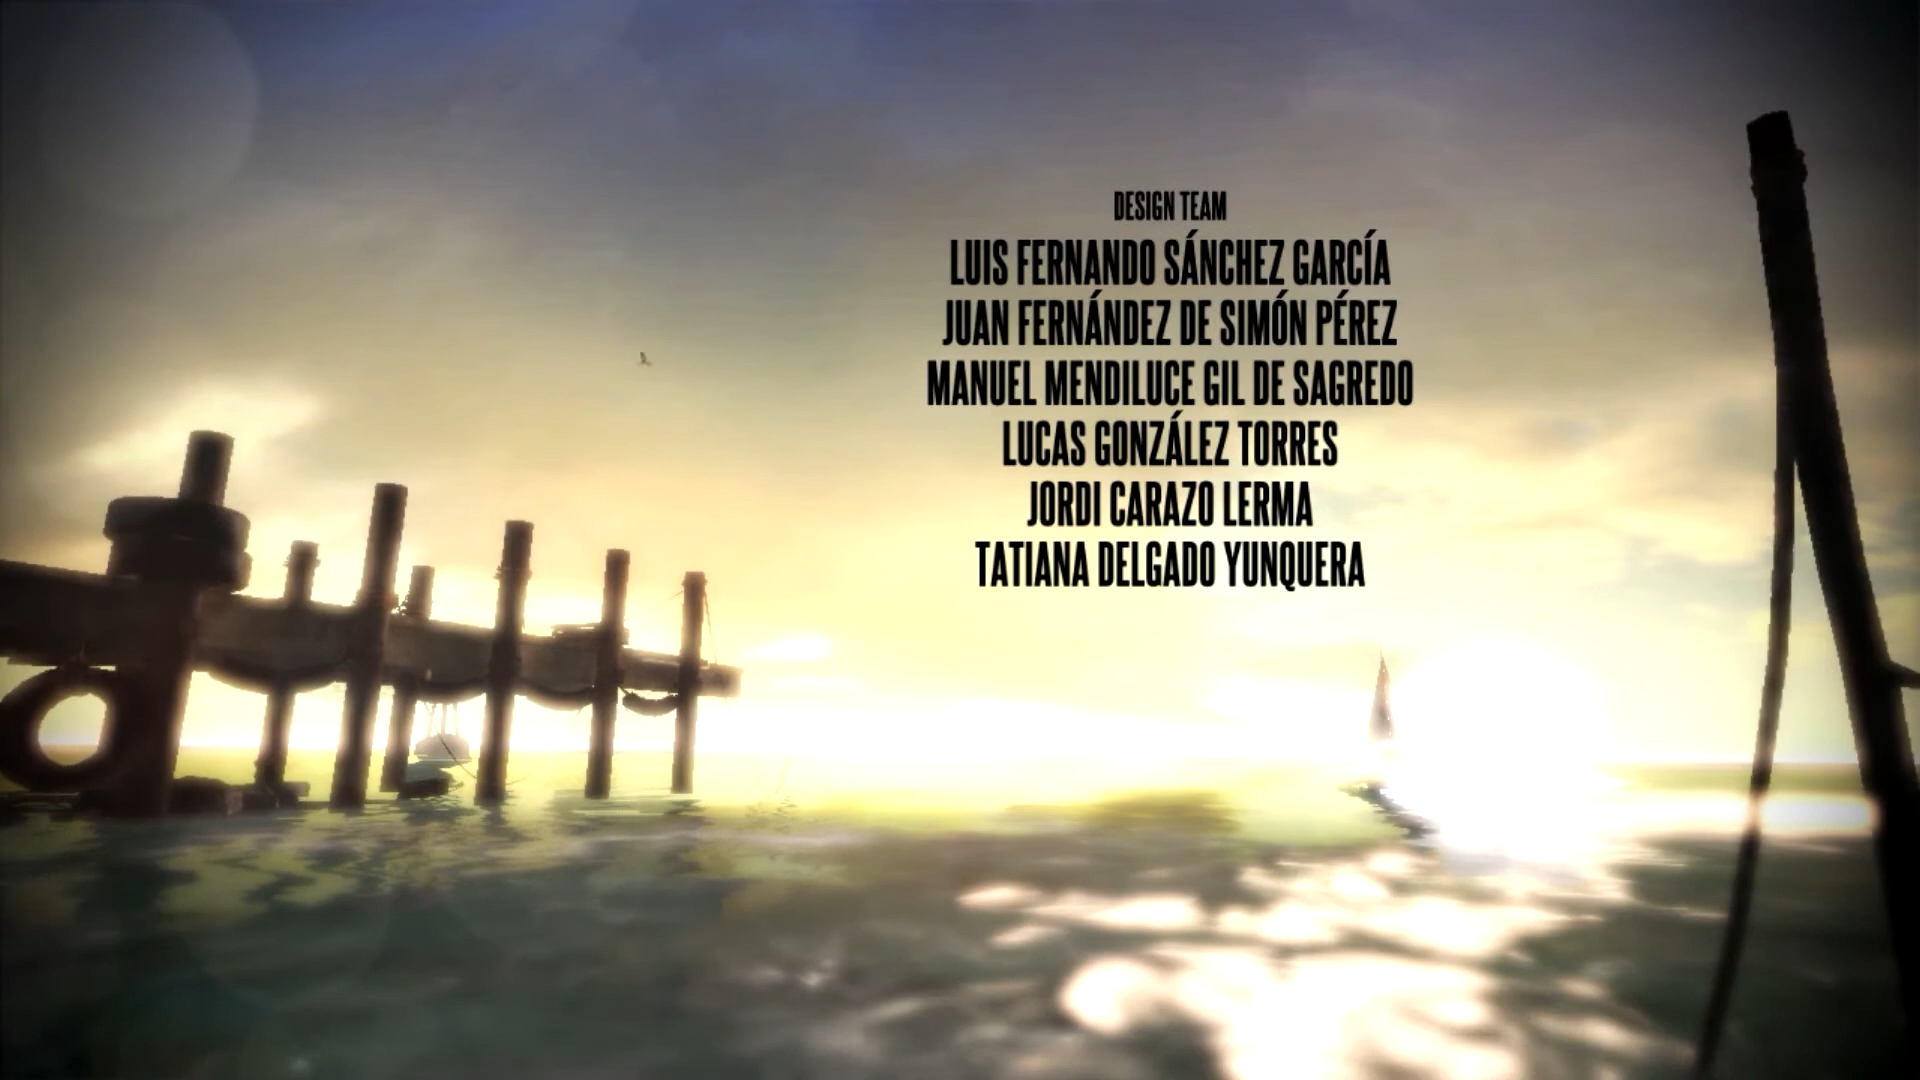 DESIGN TEAM
LUIS FERNANDO SÁNCHEZ GARCÍA
JUAN FERNÁNDEZ DE SIMÓN PÉREZ
MANUEL MENDILUCE GIL DE SAGREDO
LUCAS GONZÁLEZ TORRES
JORDI CARAZO LERMA
TATIANA DELGADO YUNQUERA